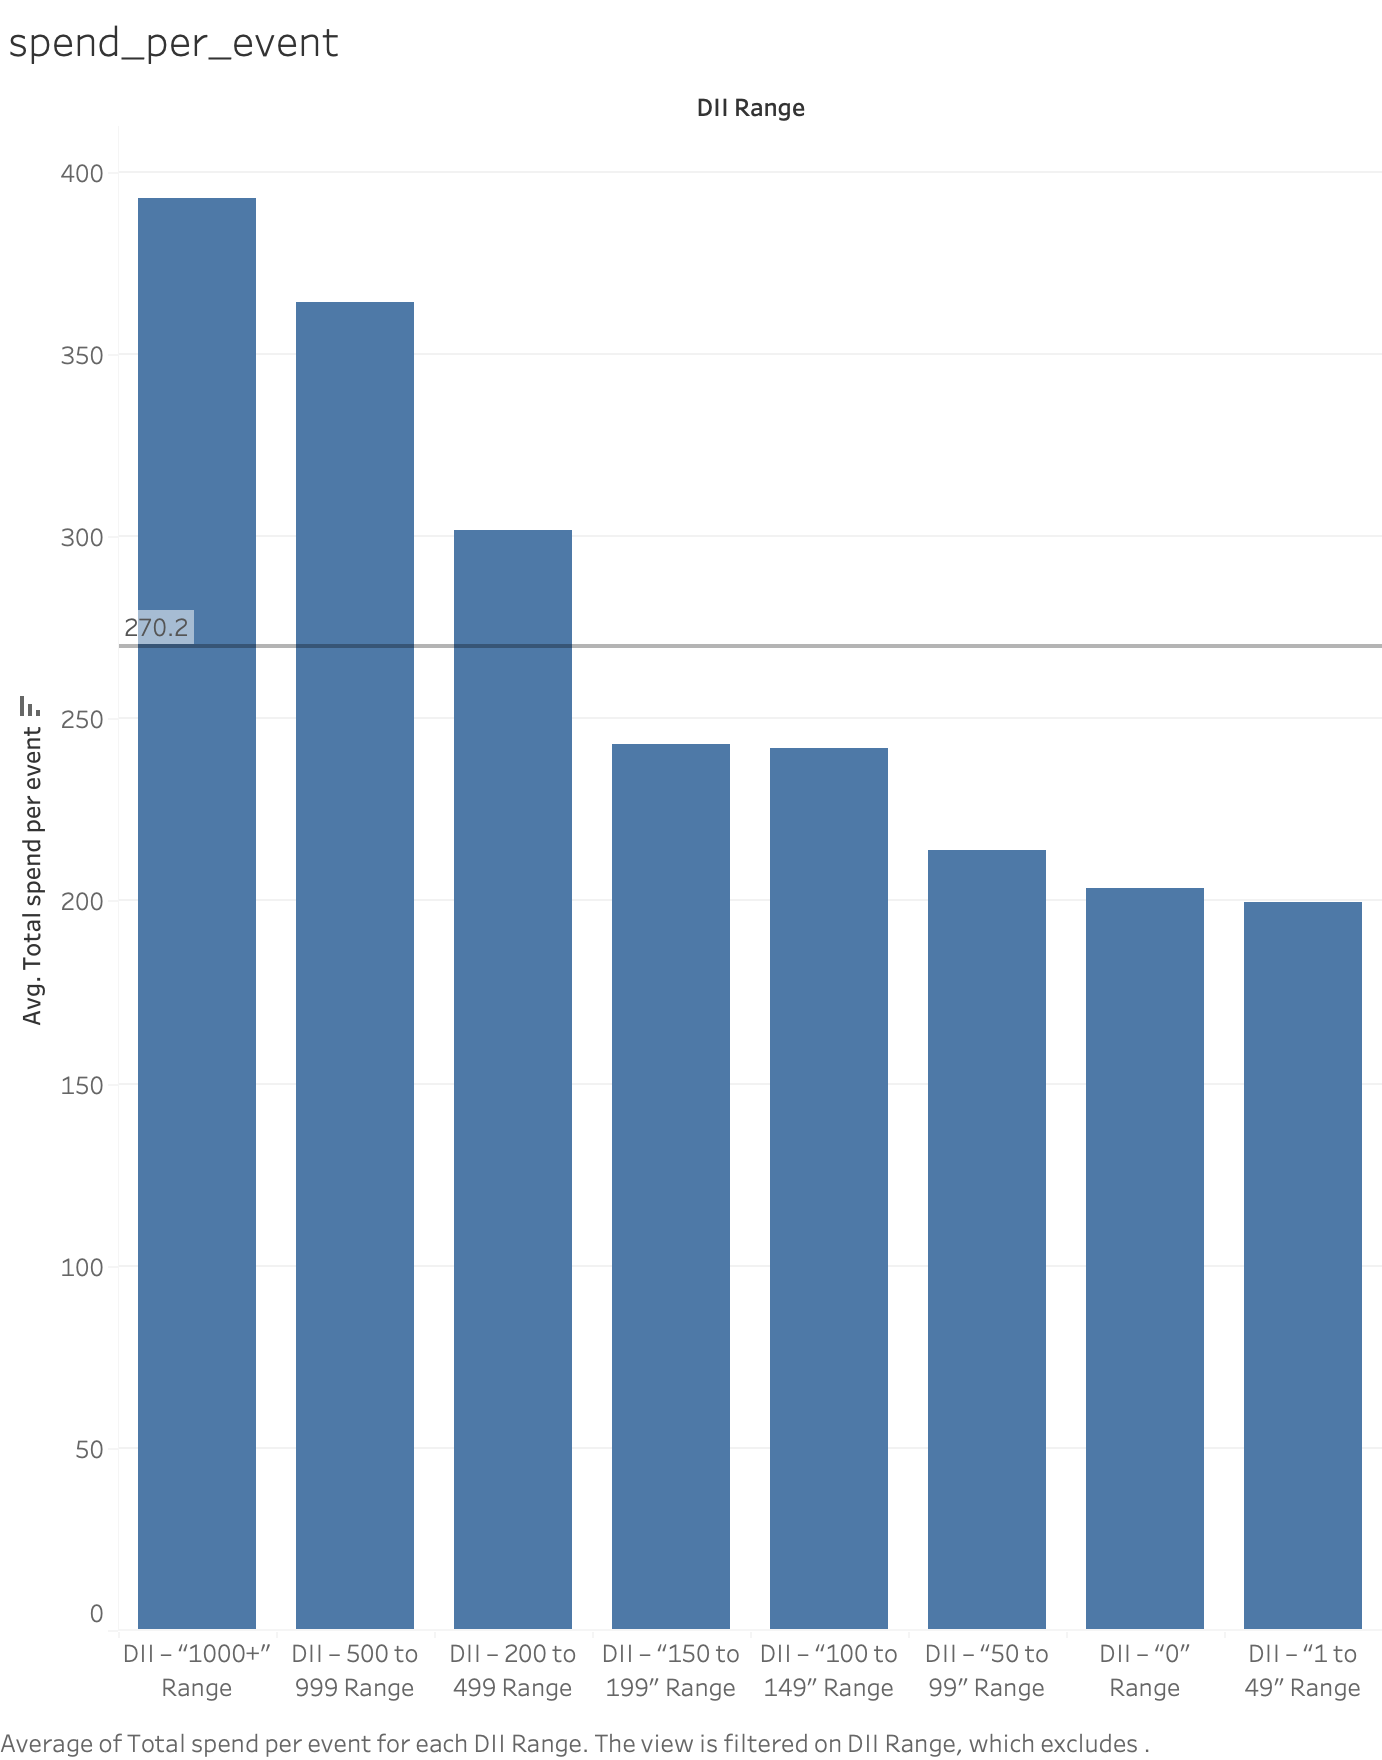 spend_per_event
DII Range
400
350
300
270.2
250
200
150
100
50
0
Avg. Total spend per event
DII – “1000+”
Range
DII – 500 to
999 Range
DII – 200 to
499 Range
DII – “150 to
199” Range
DII – “100 to
149” Range
DII – “50 to
99” Range
DII – “0”
Range
DII – “1 to
49” Range
Average of Total spend per event for each DII Range. The view is filtered on DII Range, which excludes .